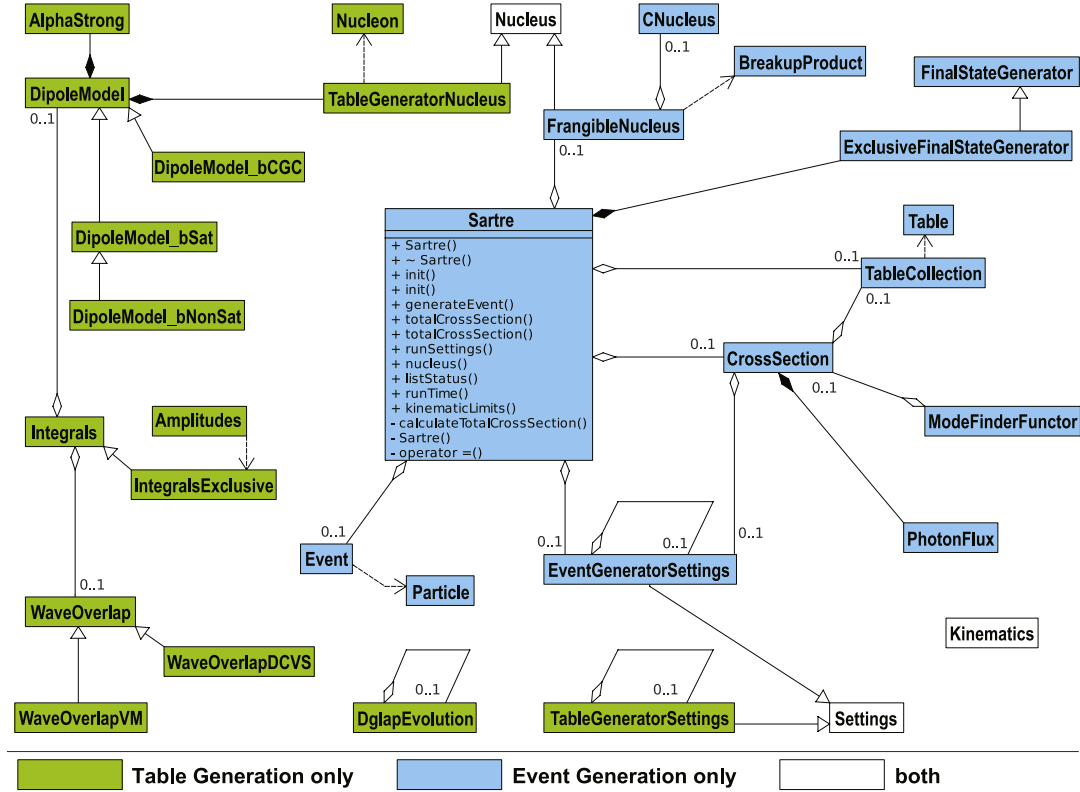 AlphaStrong
Nucleon
Nucleus
CNucleus
0..1
BreakupProduct
FinalStateGenerator
DipoleModel
0..1
TableGeneratorNucleus
FrangibleNucleus
0..1
ExclusiveFinalStateGenerator
DipoleModel_bCGC
DipoleModel_bSat
DipoleModel_bNonSat
Sartre
+ Sartre()
+ ~ Sartre()
+ init()
+ init()
+ generateEvent()
+ totalCrossSection()
+ totalCrossSection()
+ runSettings()
+ nucleus()
+ listStatus()
+ runTime()
+ kinematicLimits()
- calculateTotalCrossSection()
- Sartre()
- operator =()
Table
0..1
TableCollection
0..1
0..1
CrossSection
0..1
ModeFinderFunctor
Integrals
Amplitudes
IntegralsExclusive
0..1
Event
Particle
0..1
0..1
0..1
EventGeneratorSettings
PhotonFlux
0..1
WaveOverlap
WaveOverlapDCVS
WaveOverlapVM
0..1
DglapEvolution
0..1
TableGeneratorSettings
Settings
Kinematics
Table Generation only
Event Generation only
both